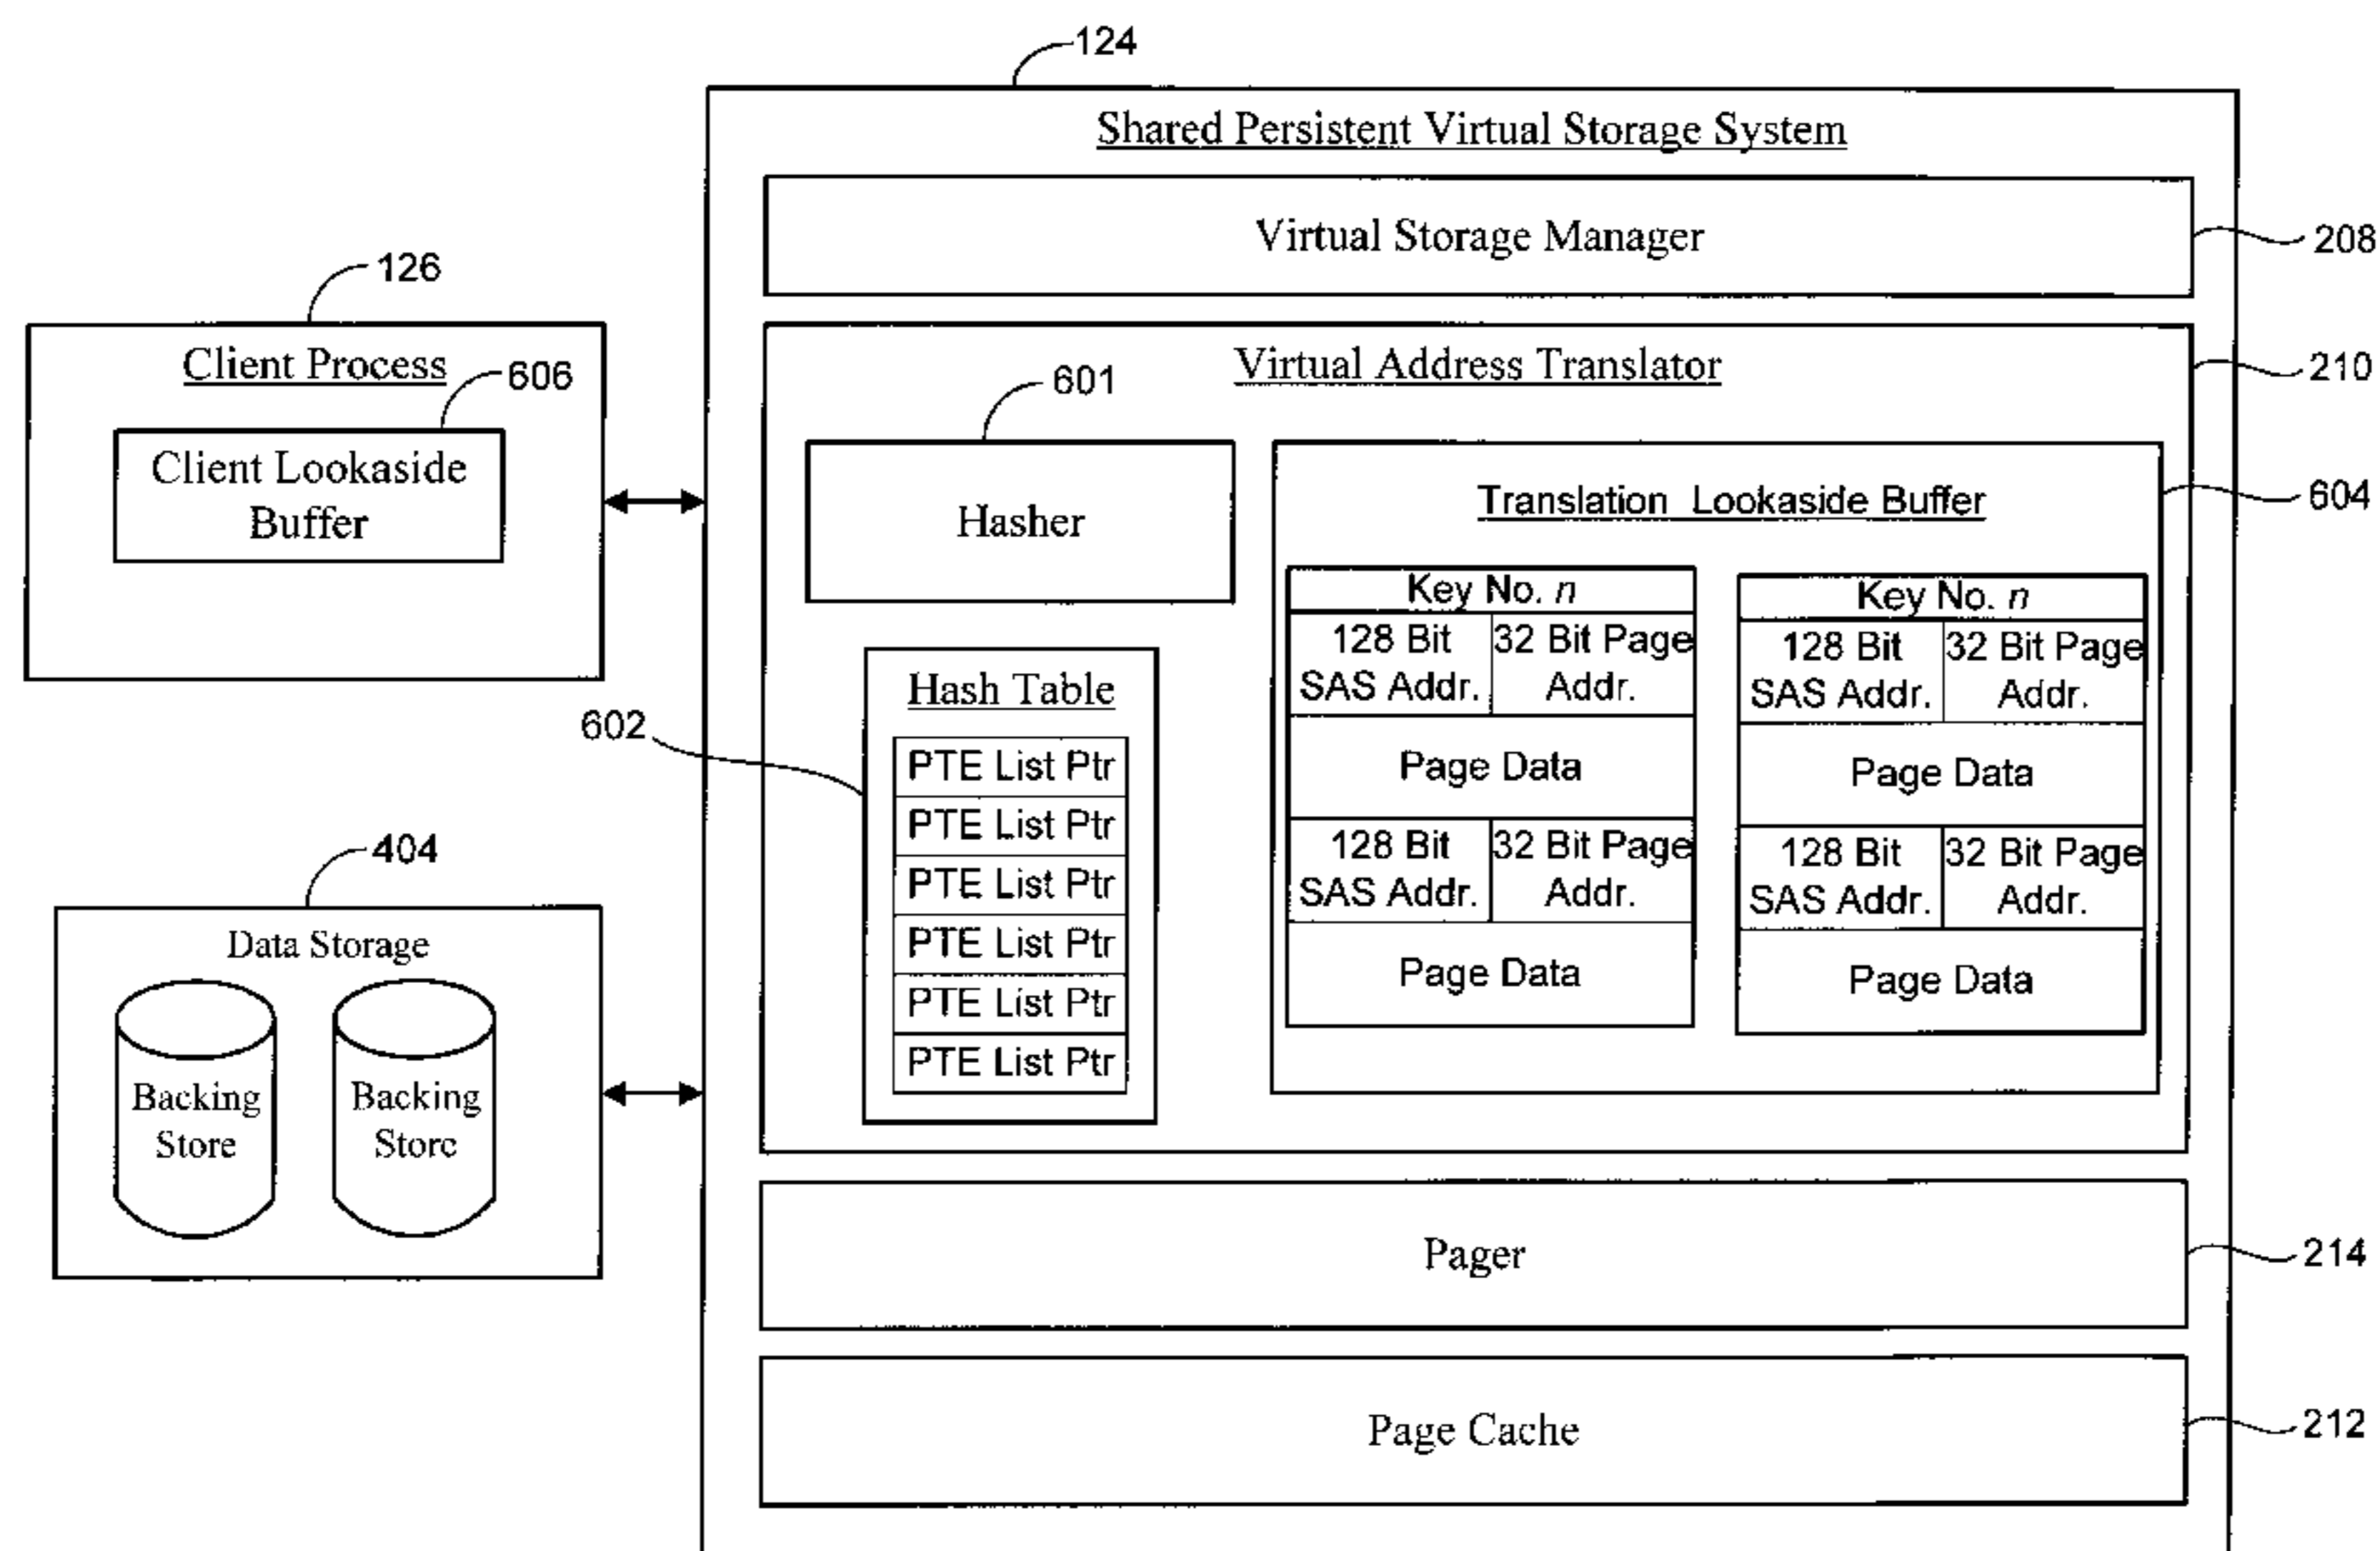 124
Shared Persistent Virtual Storage System
Virtual Storage Manager
208
126
Client Process
606
Client Lookaside
Buffer
Virtual Address Translator
210
601
Hasher
Translation Lookaside Buffer
604
Key No. n
128 Bit
SAS Addr.
32 Bit Page
Addr.
Page Data
128 Bit
SAS Addr.
32 Bit Page
Addr.
Page Data
Key No. n
128 Bit
SAS Addr.
32 Bit Page
Addr.
Page Data
128 Bit
SAS Addr.
32 Bit Page
Addr.
Page Data
602
Hash Table
PTE List Ptr
PTE List Ptr
PTE List Ptr
PTE List Ptr
PTE List Ptr
PTE List Ptr
404
Data Storage
Backing
Store
Backing
Store
Pager
214
Page Cache
212